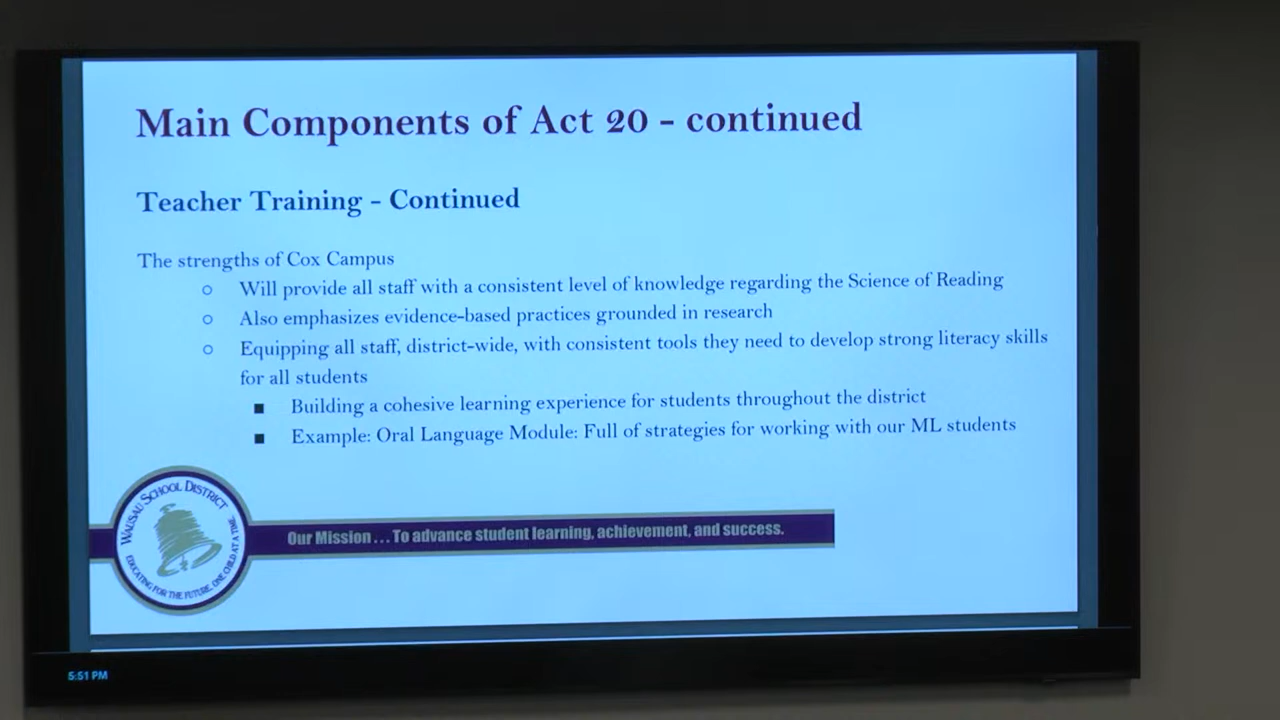 Main Components of Act 20 - continued
Teacher Training - Continued
The strengths of Cox Campus
Will provide all staff with a consistent level of knowledge regarding the Science of Reading
Also emphasizes evidence-based practices grounded in research
Equipping all staff, district-wide, with consistent tools they need to develop strong literacy skills
for all students
Building a cohesive learning experience for students throughout the district
Example: Oral Language Module: Full of strategies for working with our ML students
WAUSAU SCHOOL DISTRICT
EDUCATING FOR THE FUTURE, ONE CHILD AT A TIME.
Our Mission . . . To advance student learning, achievement, and success.
5:51 PM